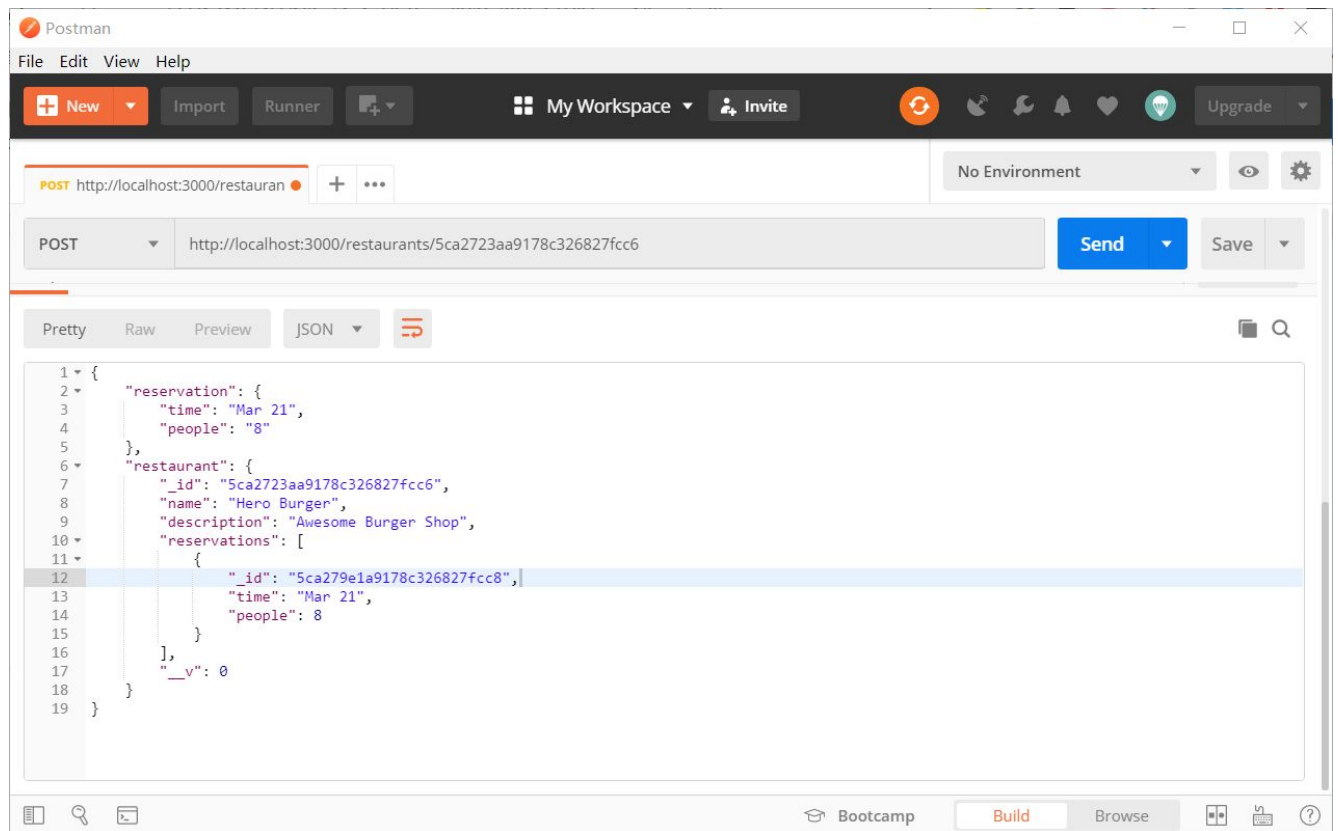 Postman
File Edit View Help
New Import Runner My Workspace Invite Upgrade
POST http://localhost:3000/restauran + ••• No Environment
POST http://localhost:3000/restaurants/5ca2723aa9178c326827fcc6 Send Save
Pretty Raw Preview JSON
1 {
2 "reservation": {
3 "time": "Mar 21",
4 "people": "8"
5 },
6 "restaurant": {
7 "_id": "5ca2723aa9178c326827fcc6",
8 "name": "Hero Burger",
9 "description": "Awesome Burger Shop",
10 "reservations": [
11 {
12 "_id": "5ca279e1a9178c326827fcc8",
13 "time": "Mar 21",
14 "people": 8
15 }
16 ],
17 "__v": 0
18 }
19 }
Bootcamp Build Browse